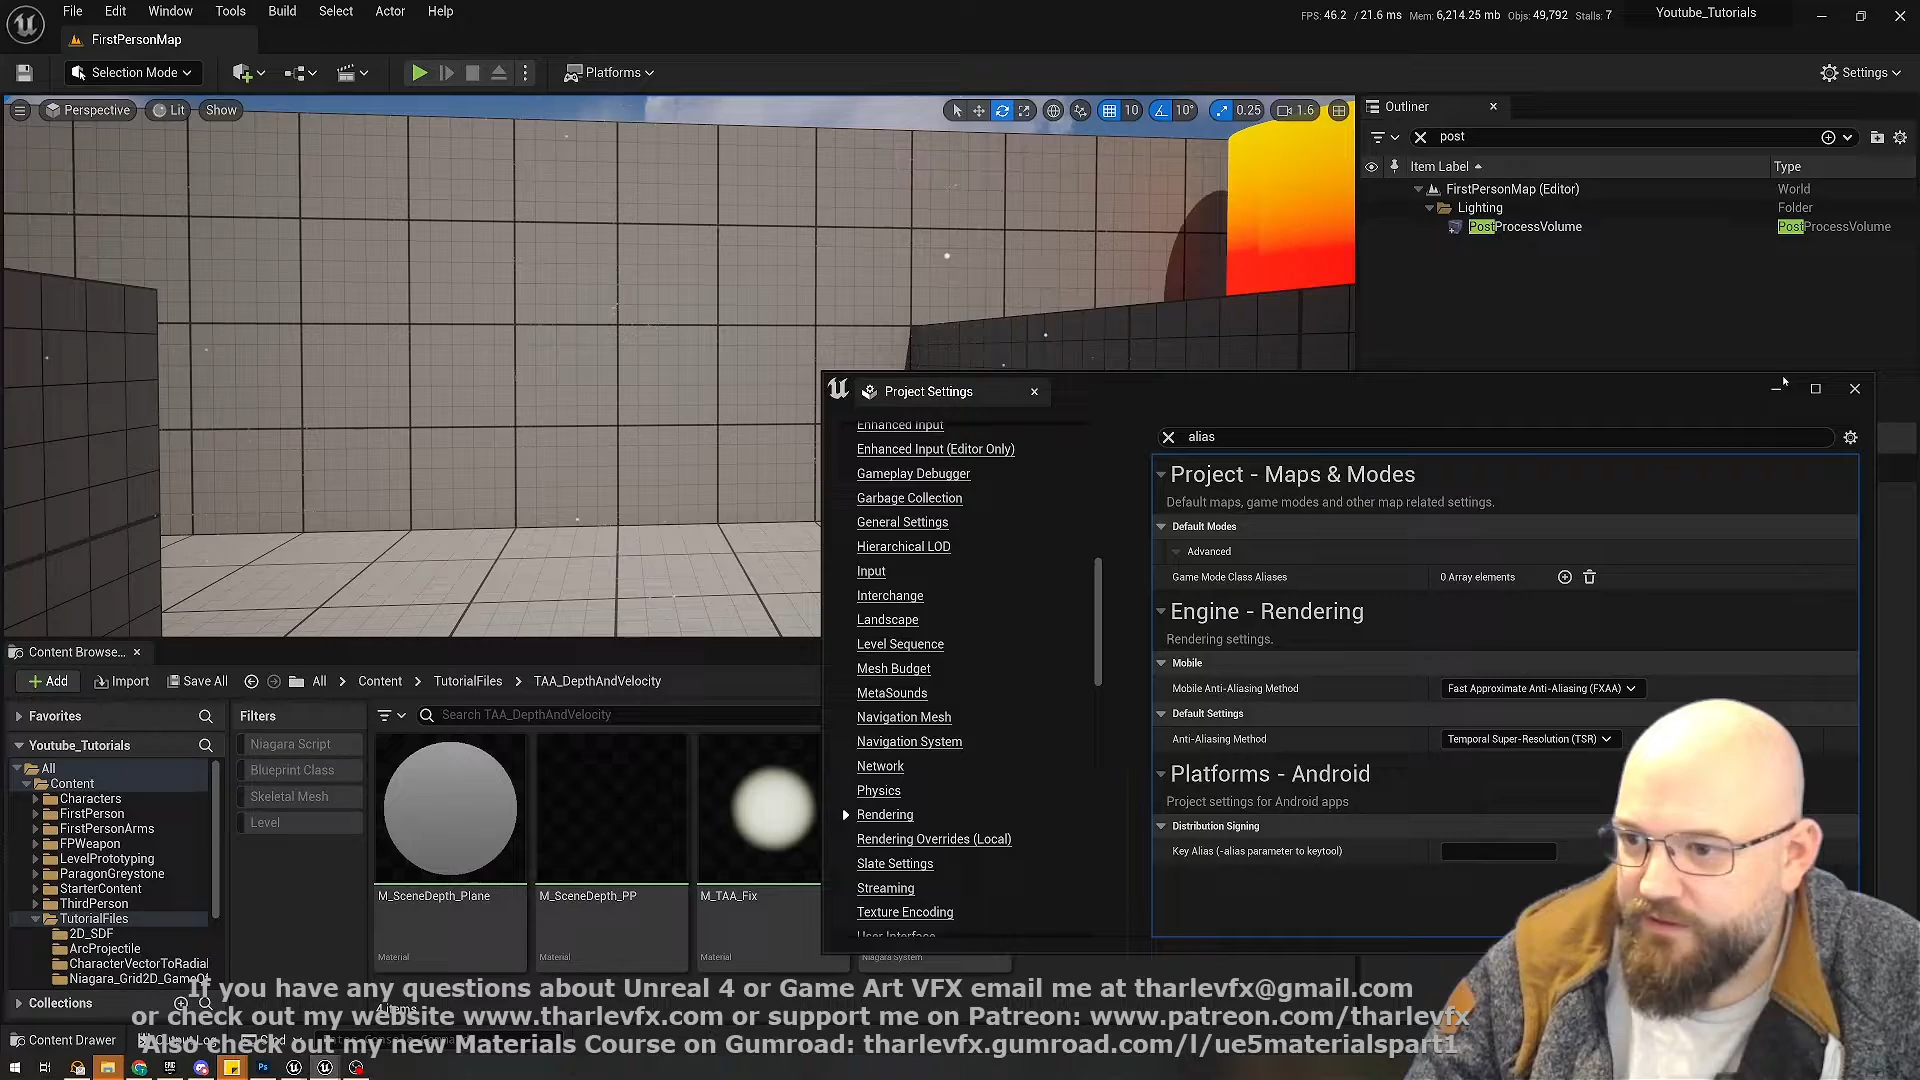 File Edit Window Tools Build Select Actor Help
FPS: 46.2 / 21.6 ms Mem: 6,214.25 mb Objs: 49,792 Stalls: 7 Youtube_Tutorials
FirstPersonMap
Selection Mode Platforms Settings
Perspective Lit Show 10 10° 0.25 1.6
Outliner
post
Item Label Type
FirstPersonMap (Editor) World
Lighting Folder
PostProcessVolume PostProcessVolume
Project Settings
Enhanced Input
Enhanced Input (Editor Only)
Gameplay Debugger
Garbage Collection
General Settings
Hierarchical LOD
Input
Interchange
Landscape
Level Sequence
Mesh Budget
MetaSounds
Navigation Mesh
Navigation System
Network
Physics
Rendering
Rendering Overrides (Local)
Slate Settings
Streaming
Texture Encoding
User Interface
alias
Project - Maps & Modes
Default maps, game modes and other map related settings.
Default Modes
Advanced
Game Mode Class Aliases 0 Array elements
Engine - Rendering
Rendering settings.
Mobile
Mobile Anti-Aliasing Method Fast Approximate Anti-Aliasing (FXAA)
Default Settings
Anti-Aliasing Method Temporal Super-Resolution (TSR)
Platforms - Android
Project settings for Android apps
Distribution Signing
Key Alias (-alias parameter to keytool)
Content Browse...
Add Import Save All All > Content > TutorialFiles > TAA_DepthAndVelocity
Favorites
Youtube_Tutorials
All
Content
Characters
FirstPerson
FirstPersonArms
FPWeapon
LevelPrototyping
ParagonGreystone
StarterContent
ThirdPerson
TutorialFiles
2D_SDF
ArcProjectile
CharacterVectorToRadial
Collections
Filters
Niagara Script
Blueprint Class
Skeletal Mesh
Level
Search TAA_DepthAndVelocity
M_SceneDepth_Plane
Material
M_SceneDepth_PP
Material
M_TAA_Fix
Material
Niagara System
4 items
Content Drawer Output Log Cmd
If you have any questions about Unreal 4 or Game Art VFX email me at tharlevfx@gmail.com
or check out my website www.tharlevfx.com or support me on Patreon: www.patreon.com/tharlevfx
Also check out my new Materials Course on Gumroad: tharlevfx.gumroad.com/l/ue5materialspart1